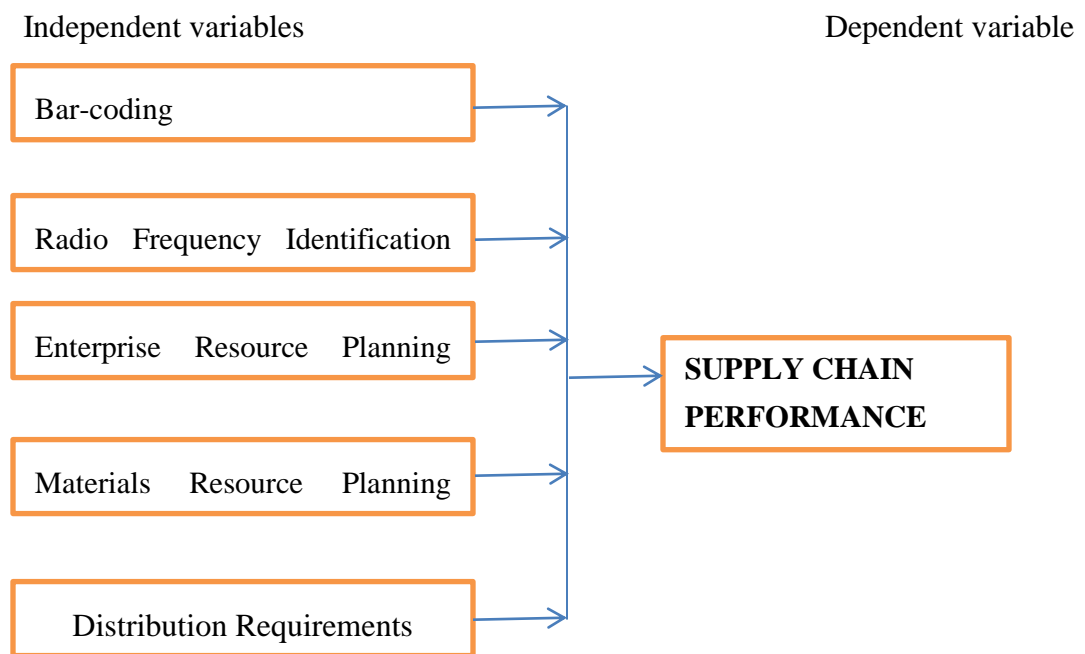 Independent variables
Dependent variable
Bar-coding
Radio Frequency Identification
Enterprise Resource Planning
SUPPLY CHAIN
PERFORMANCE
Materials Resource Planning
Distribution Requirements